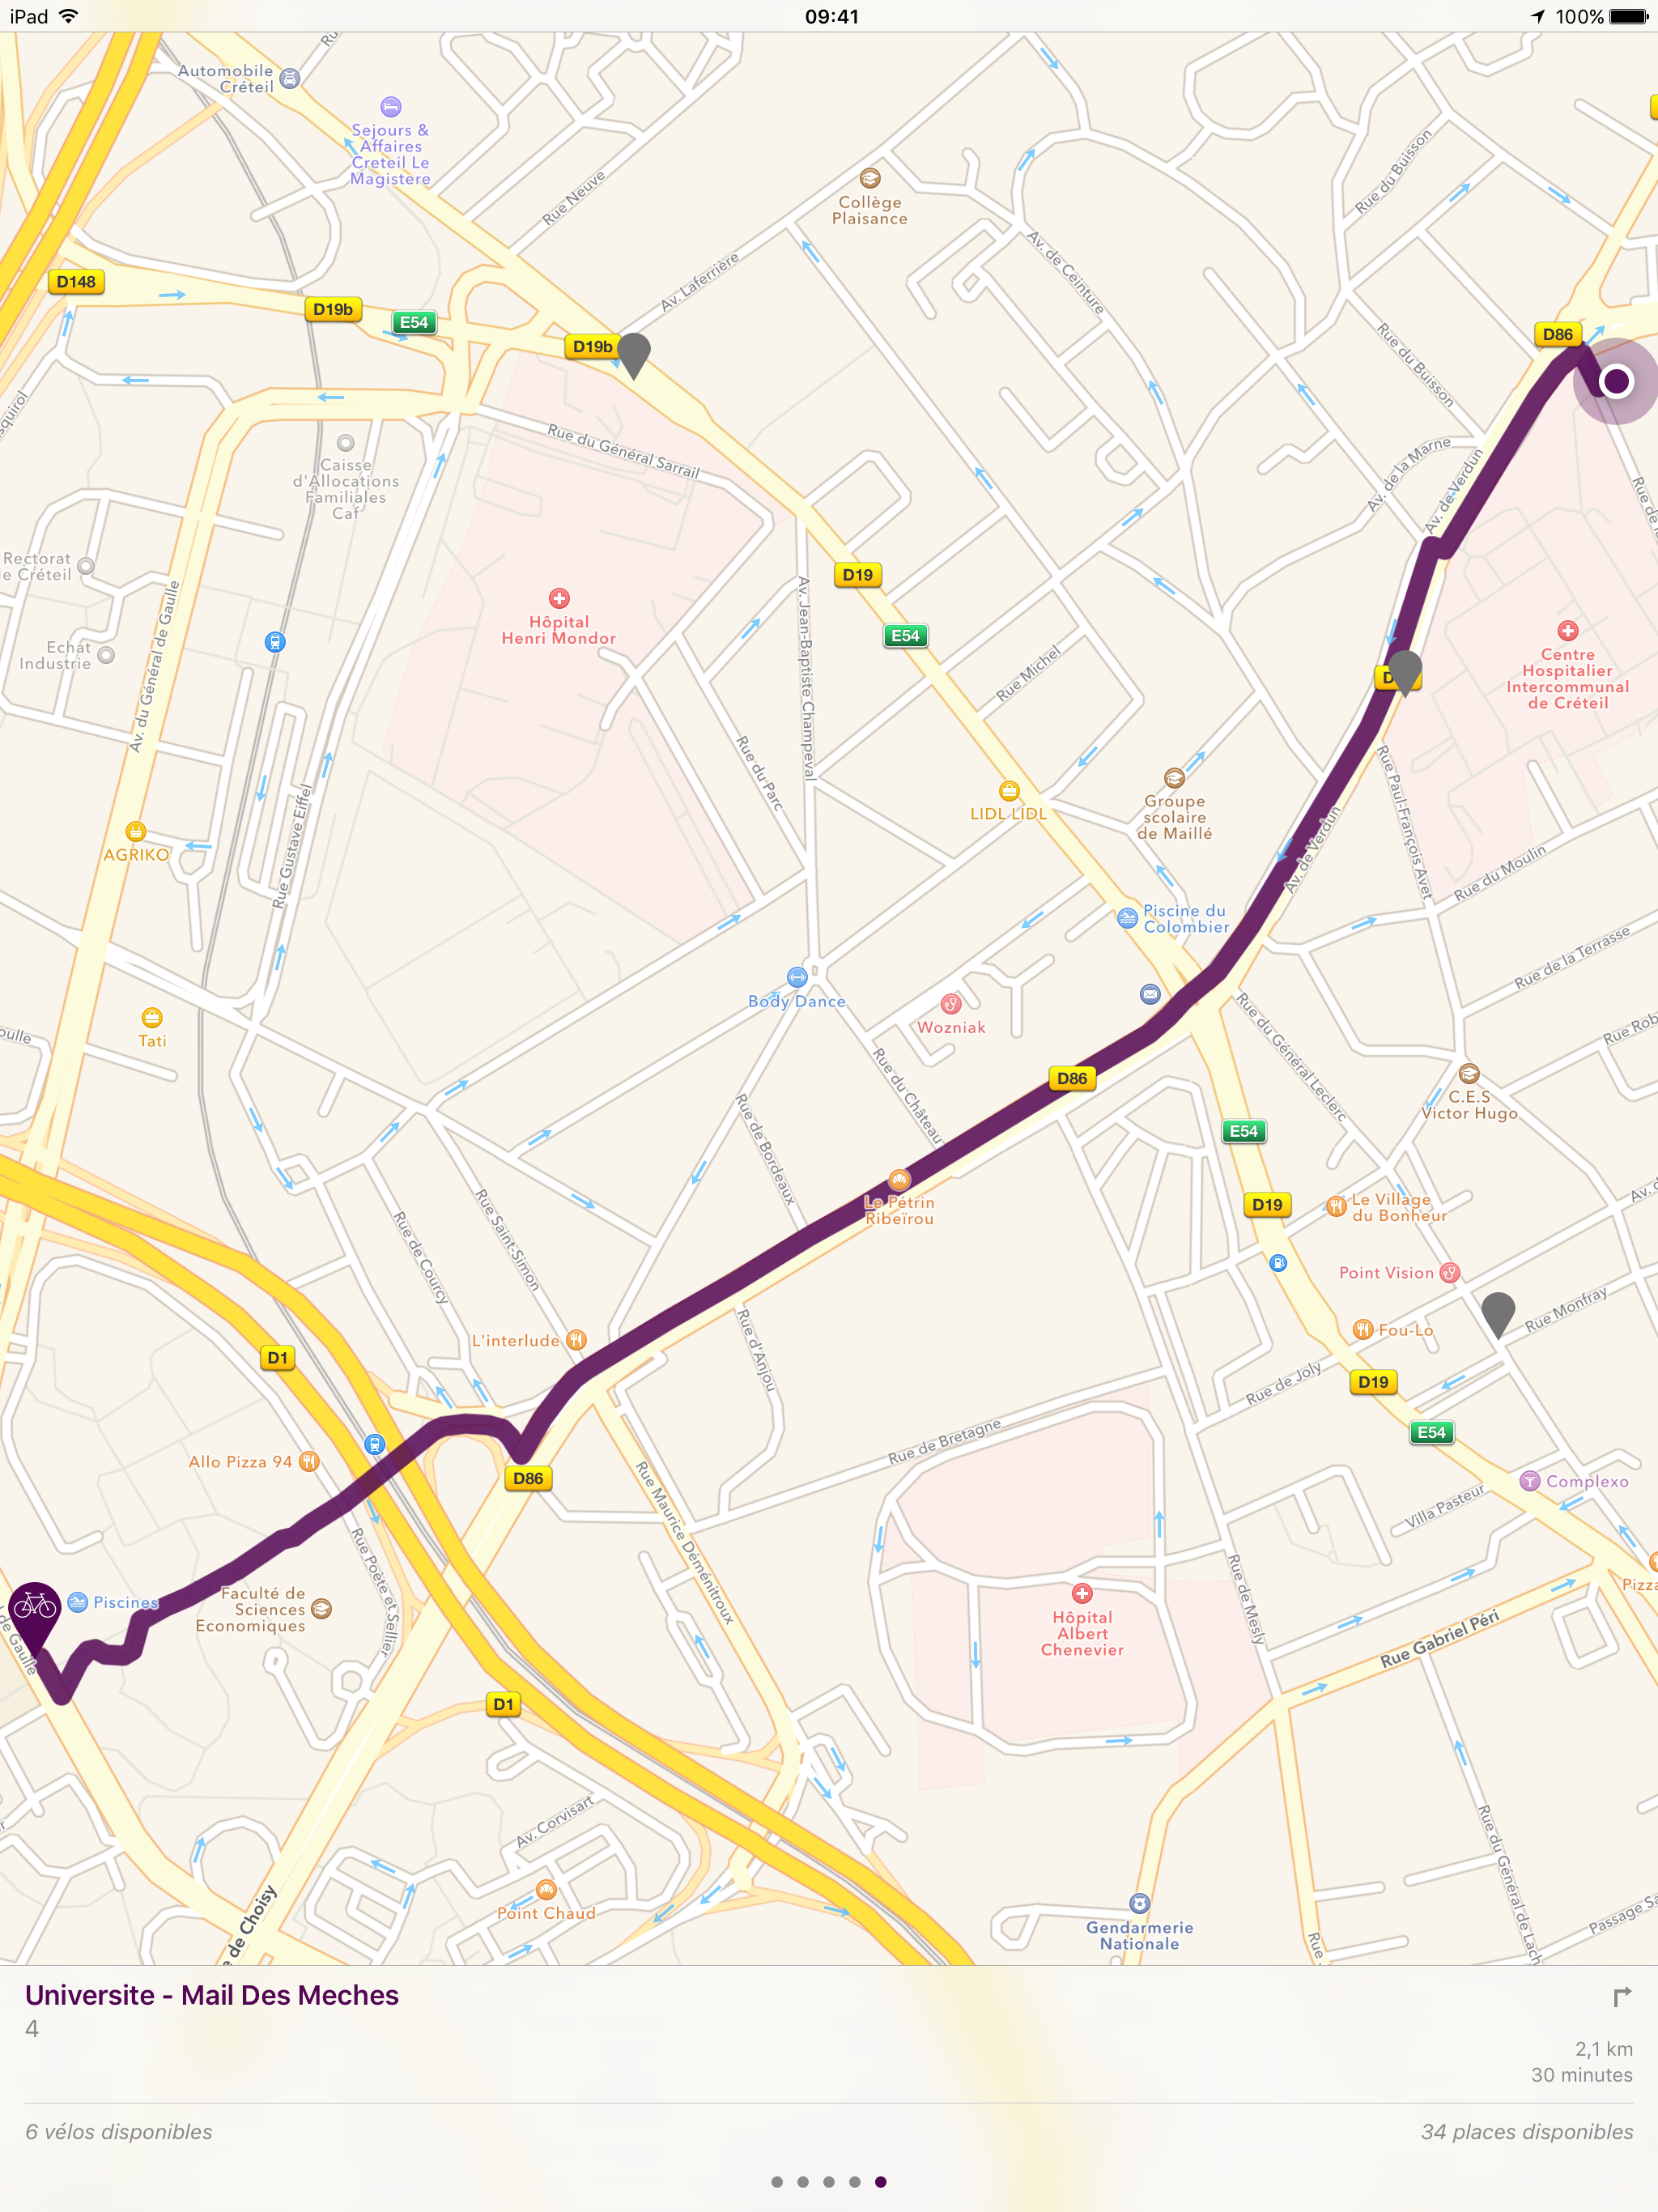 iPad
09:41
100%
Automobile
Créteil
Sejours &
Affaires
Creteil Le
Magistere
Rue Neuve
Collège
Plaisance
Rue du Buisson
Av. de Ceinture
Av. Laferrière
D148
D19b
E54
D19b
D86
Rue du Buisson
Rue du Général Sarrail
Av. de la Marne
Av. de Verdun
Caisse
d'Allocations
Familiales
Caf
Rectorat
de Créteil
D19
E54
Hôpital
Henri Mondor
Echat
Industrie
Av. du Général de Gaulle
Av. Jean-Baptiste Champeval
Rue Michel
Centre
Hospitalier
Intercommunal
de Créteil
Rue du Parc
Rue Paul-François Avet
LIDL LIDL
Groupe
scolaire
de Maillé
AGRIKO
Rue Gustave Eiffel
Av. de Verdun
Rue du Moulin
Piscine du
Colombier
Rue de la Terrasse
Body Dance
Wozniak
Tati
Rue du Général Leclerc
Rue du Château
D86
C.E.S
Victor Hugo
Rue de Bordeaux
E54
Le Pétrin
Ribeïrou
D19
Le Village
du Bonheur
Rue Saint-Simon
Rue de Courcy
Point Vision
Rue Monfray
L'interlude
Rue d'Anjou
Fou-Lo
D1
Rue de Joly
D19
E54
Rue de Bretagne
Allo Pizza 94
D86
Complexo
Villa Pasteur
Rue Maurice Déménitroux
Rue Poète et Sellier
Rue de Mesly
Piscines
Faculté de
Sciences
Economiques
de Gaulle
Hôpital
Albert
Chenevier
Pizza
Rue Gabriel Péri
D1
Av. Corvisart
Rue du Général de Lach
Point Chaud
Gendarmerie
Nationale
Passage Sa
e de Choisy
Universite - Mail Des Meches
4
2,1 km
30 minutes
6 vélos disponibles
34 places disponibles